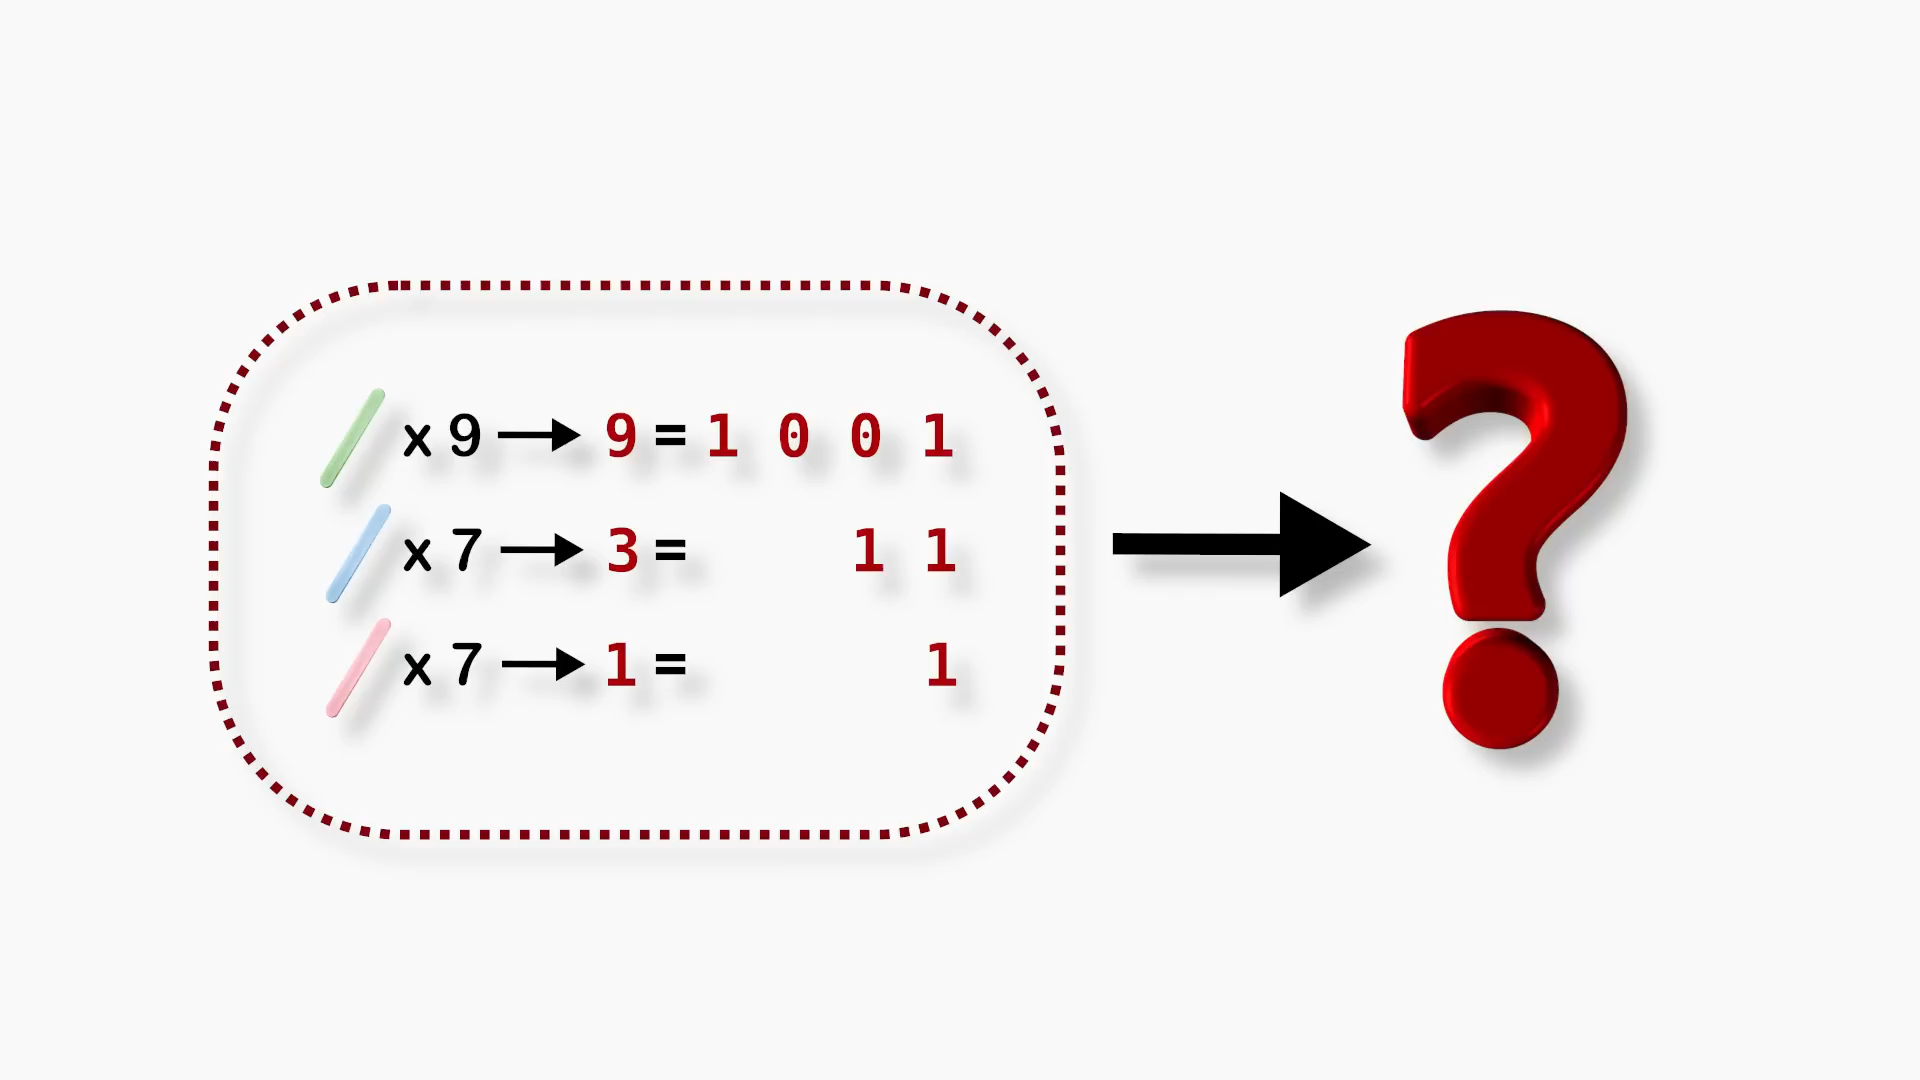 x 9 → 9 = 1 0 0 1
x 7 → 3 = 1 1
x 7 → 1 = 1
?